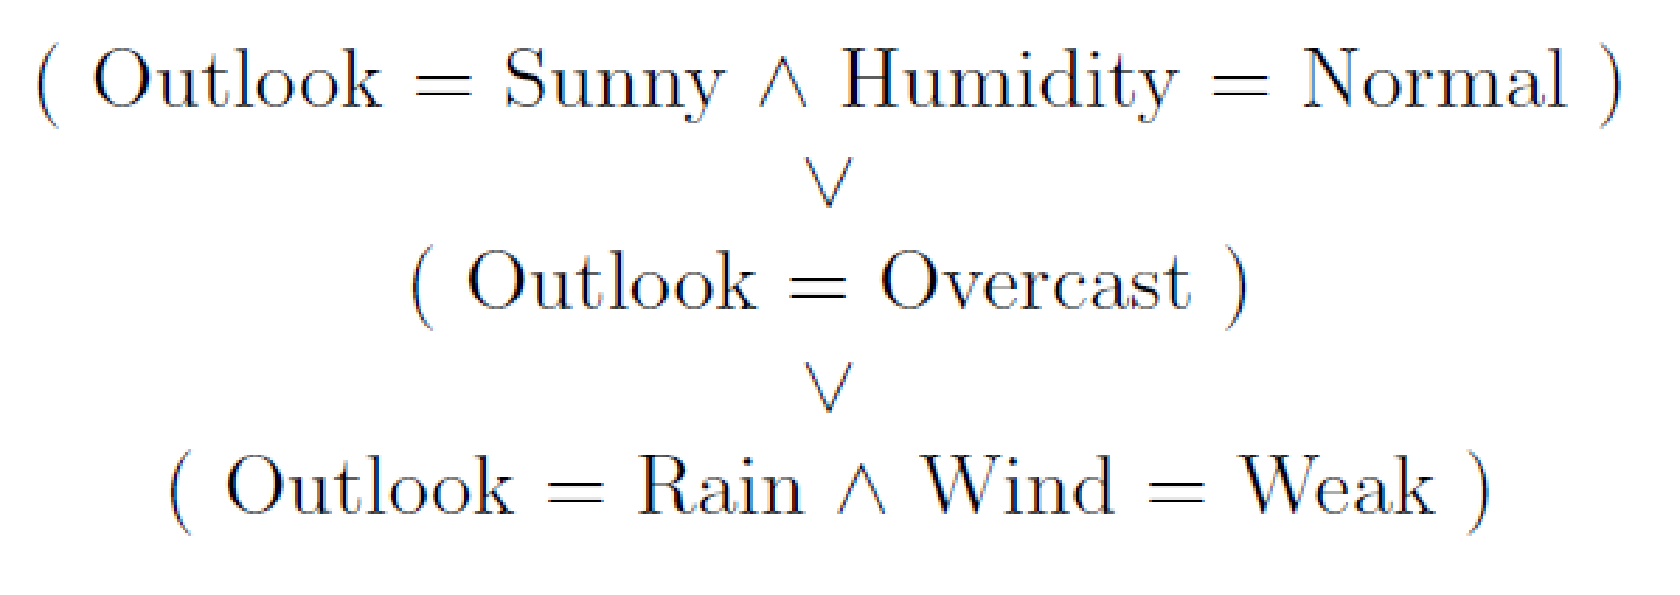 ( Outlook = Sunny ∧ Humidity = Normal )
∨
( Outlook = Overcast )
∨
( Outlook = Rain ∧ Wind = Weak )